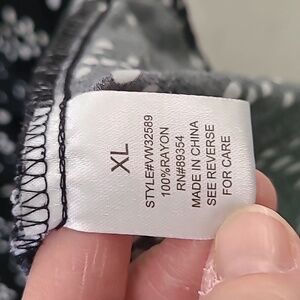 XL
STYLE#VW32589
100%RAYON
RN#89354
MADE IN CHINA
SEE REVERSE
FOR CARE